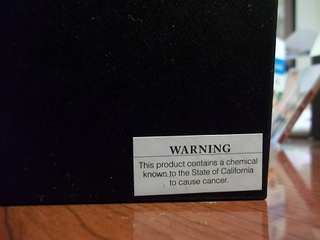 WARNING
This product contains a chemical
known to the State of California
to cause cancer.